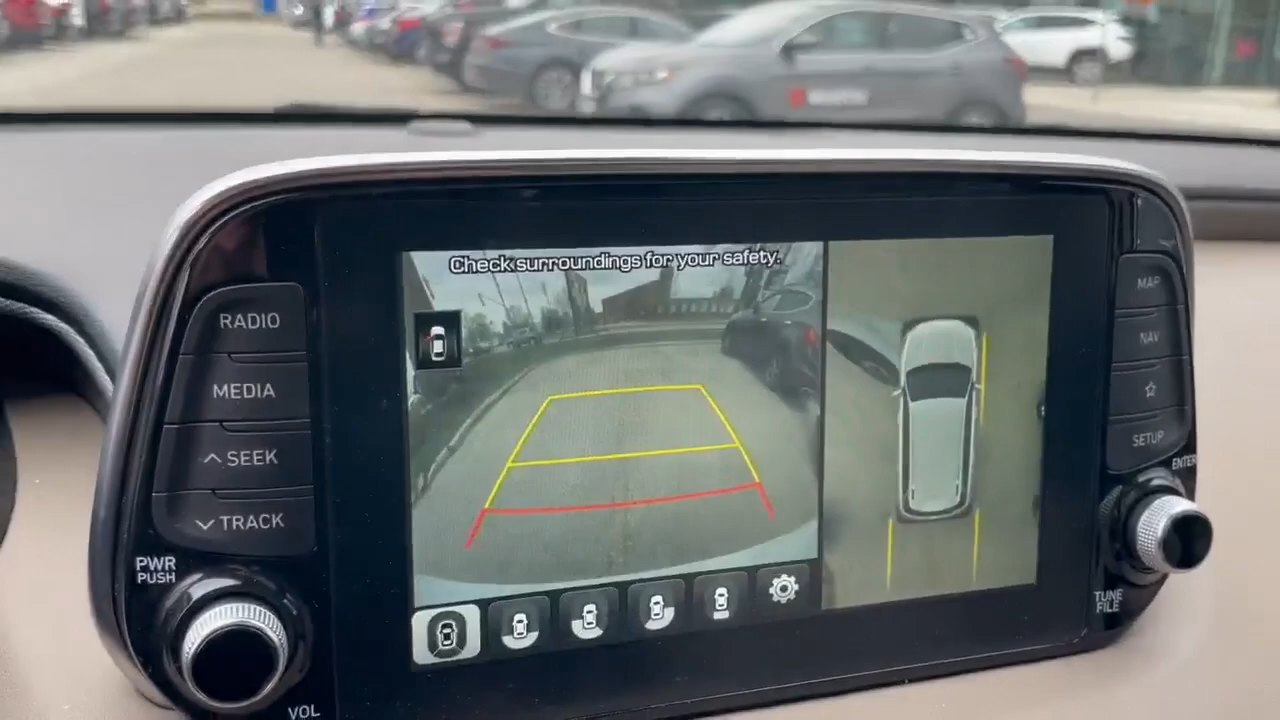 Check surroundings for your safety.
RADIO
MEDIA
SEEK
TRACK
PWR
PUSH
VOL
MAP
NAV
SETUP
ENTER
TUNE
FILE